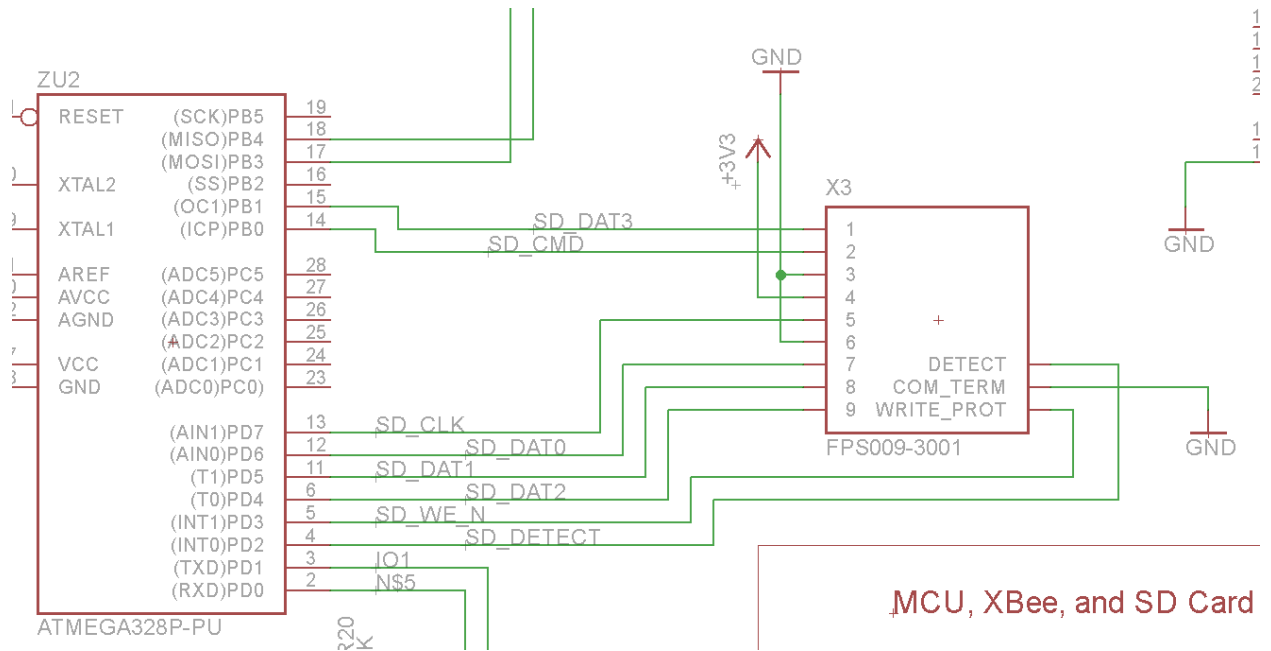 ZU2
RESET
XTAL2
XTAL1
AREF
AVCC
AGND
VCC
GND
(SCK)PB5 19
(MISO)PB4 18
(MOSI)PB3 17
(SS)PB2 16
(OC1)PB1 15
(ICP)PB0 14
(ADC5)PC5 28
(ADC4)PC4 27
(ADC3)PC3 26
(ADC2)PC2 25
(ADC1)PC1 24
(ADC0)PC0) 23
(AIN1)PD7 13
(AIN0)PD6 12
(T1)PD5 11
(T0)PD4 6
(INT1)PD3 5
(INT0)PD2 4
(TXD)PD1 3
(RXD)PD0 2
ATMEGA328P-PU
SD_DAT3
SD_CMD
SD_CLK
SD_DAT0
SD_DAT1
SD_DAT2
SD_WE_N
SD_DETECT
IO1
N$5
R20
GND
+3V3
X3
1
2
3
4
5
6
7
8
9
DETECT
COM_TERM
WRITE_PROT
FPS009-3001
GND
GND
MCU, XBee, and SD Card